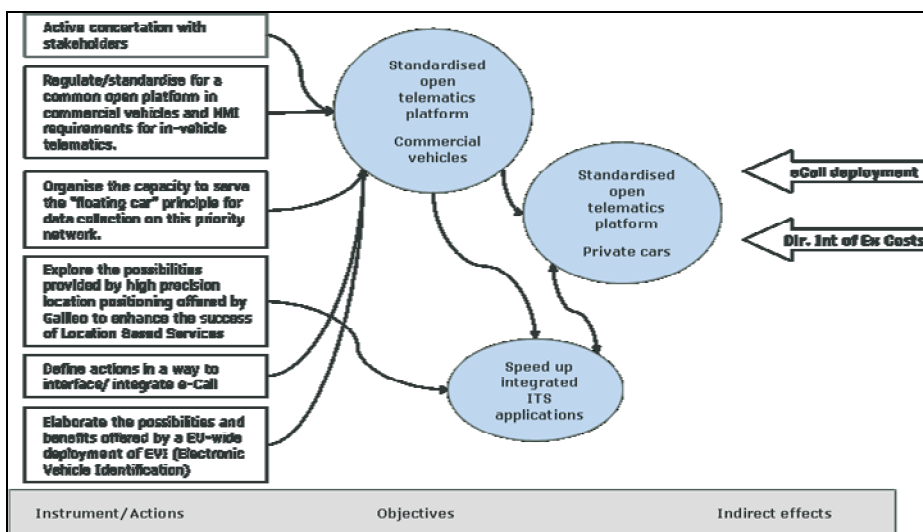 Active concertation with
stakeholders
Regulate/standardise for a
common open platform in
commercial vehicles and HMI
requirements for in-vehicle
telematics.
Organise the capacity to serve
the "floating car" principle for
data collection on this priority
network.
Explore the possibilities
provided by high precision
location positioning offered by
Galileo to enhance the success
of Location Based Services
Define actions in a way to
interface/ integrate e-Call
Elaborate the possibilities and
benefits offered by a EU-wide
deployment of EVI (Electronic
Vehicle Identification)
Standardised
open
telematics
platform
Commercial
vehicles
Standardised
open
telematics
platform
Private cars
Speed up
integrated
ITS
applications
eCall deployment
Dir. Int of Ex Costs
Instrument/Actions
Objectives
Indirect effects